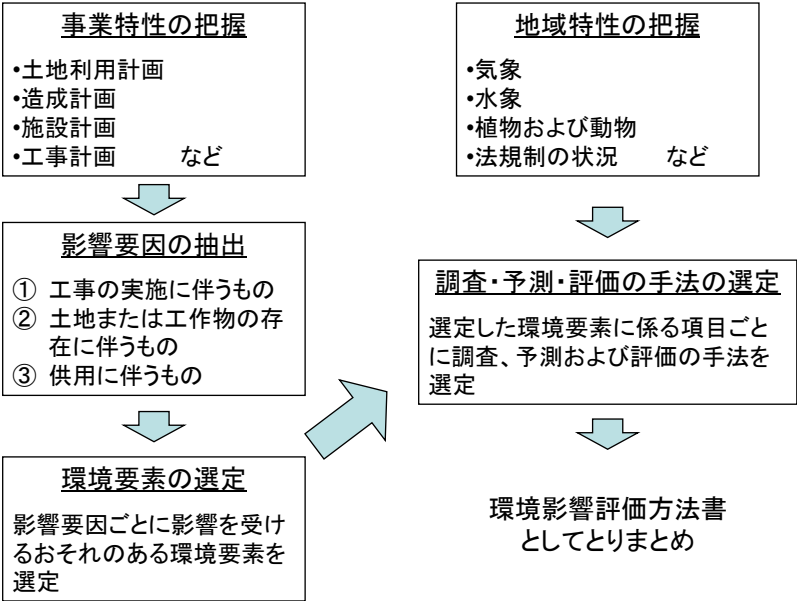 事業特性の把握
•土地利用計画
•造成計画
•施設計画
•工事計画　　など
影響要因の抽出
① 工事の実施に伴うもの
② 土地または工作物の存
在に伴うもの
③ 供用に伴うもの
環境要素の選定
影響要因ごとに影響を受け
るおそれのある環境要素を
選定
地域特性の把握
•気象
•水象
•植物および動物
•法規制の状況　　など
調査・予測・評価の手法の選定
選定した環境要素に係る項目ごと
に調査、予測および評価の手法を
選定
環境影響評価方法書
としてとりまとめ